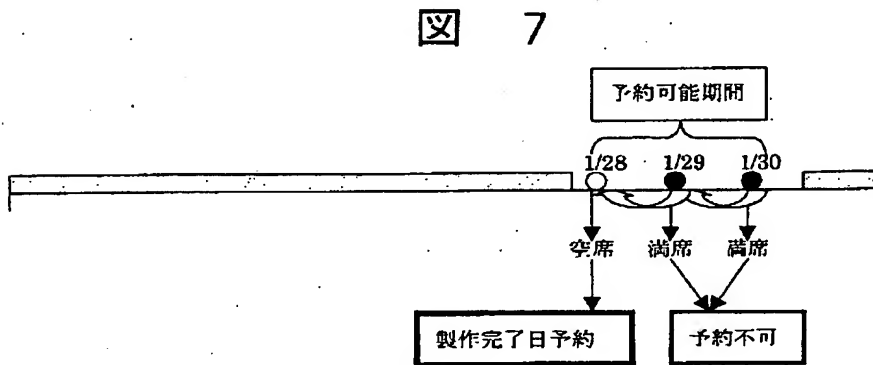 図 7
予約可能期間
1/28 1/29 1/30
空席 満席 満席
製作完了日予約 予約不可